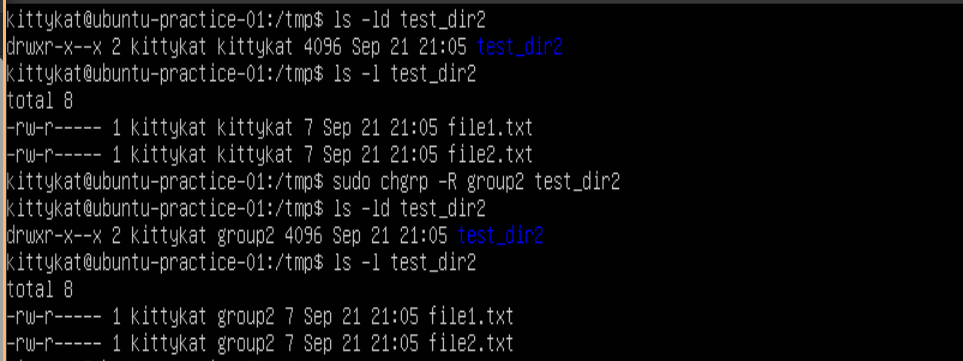 kittykat@ubuntu-practice-01:/tmp$ ls -ld test_dir2
drwxr-x--x 2 kittykat kittykat 4096 Sep 21 21:05 test_dir2
kittykat@ubuntu-practice-01:/tmp$ ls -l test_dir2
total 8
-rw-r----- 1 kittykat kittykat 7 Sep 21 21:05 file1.txt
-rw-r----- 1 kittykat kittykat 7 Sep 21 21:05 file2.txt
kittykat@ubuntu-practice-01:/tmp$ sudo chgrp -R group2 test_dir2
kittykat@ubuntu-practice-01:/tmp$ ls -ld test_dir2
drwxr-x--x 2 kittykat group2 4096 Sep 21 21:05 test_dir2
kittykat@ubuntu-practice-01:/tmp$ ls -l test_dir2
total 8
-rw-r----- 1 kittykat group2 7 Sep 21 21:05 file1.txt
-rw-r----- 1 kittykat group2 7 Sep 21 21:05 file2.txt